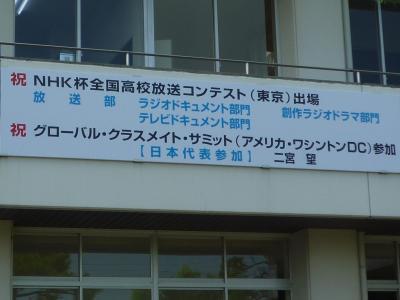 祝 NHK杯全国高校放送コンテスト(東京)出場
放送部 ラジオドキュメント部門 創作ラジオドラマ部門
テレビドキュメント部門
祝 グローバル・クラスメイト・サミット(アメリカ・ワシントンDC)参加
【日本代表参加】 二宮 望